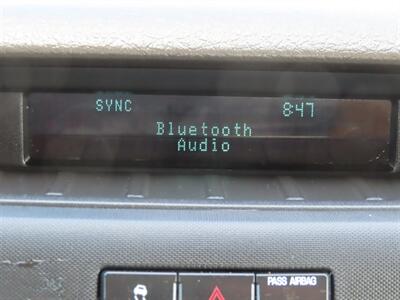 SYNC 8:47
Bluetooth
Audio
PASS AIRBAG